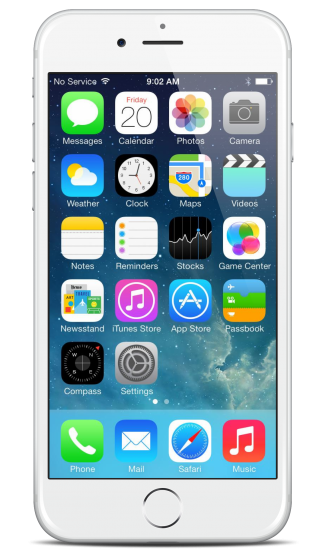 No Service 9:02 AM
Friday
20
Messages Calendar Photos Camera
280
Weather Clock Maps Videos
Notes Reminders Stocks Game Center
Newsstand iTunes Store App Store Passbook
Compass Settings
Phone Mail Safari Music